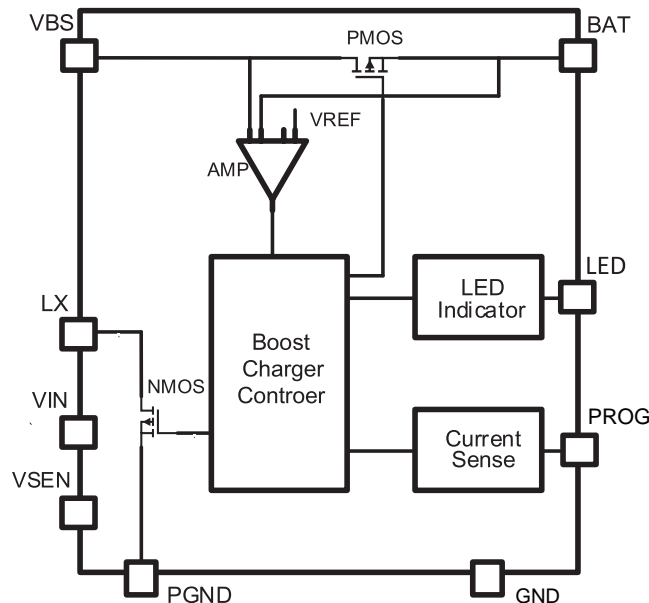 VBS
BAT
PMOS
VREF
AMP
LED
LED
Indicator
LX
Boost
Charger
Controer
NMOS
VIN
PROG
Current
Sense
VSEN
PGND
GND